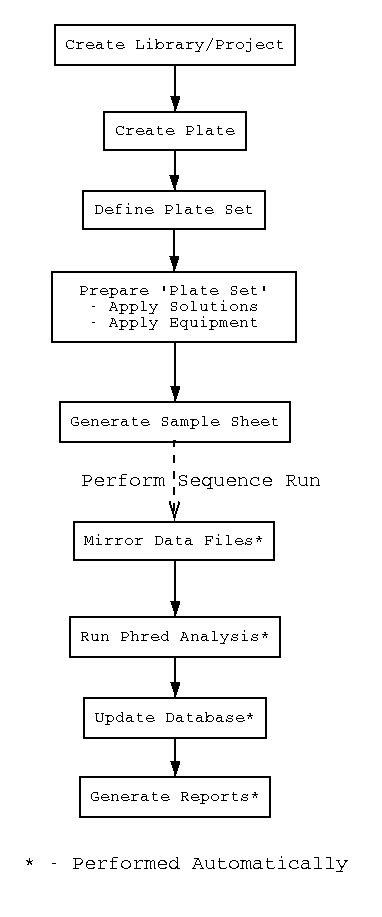 Create Library/Project
Create Plate
Define Plate Set
Prepare 'Plate Set'
- Apply Solutions
- Apply Equipment
Generate Sample Sheet
Perform Sequence Run
Mirror Data Files*
Run Phred Analysis*
Update Database*
Generate Reports*
* - Performed Automatically